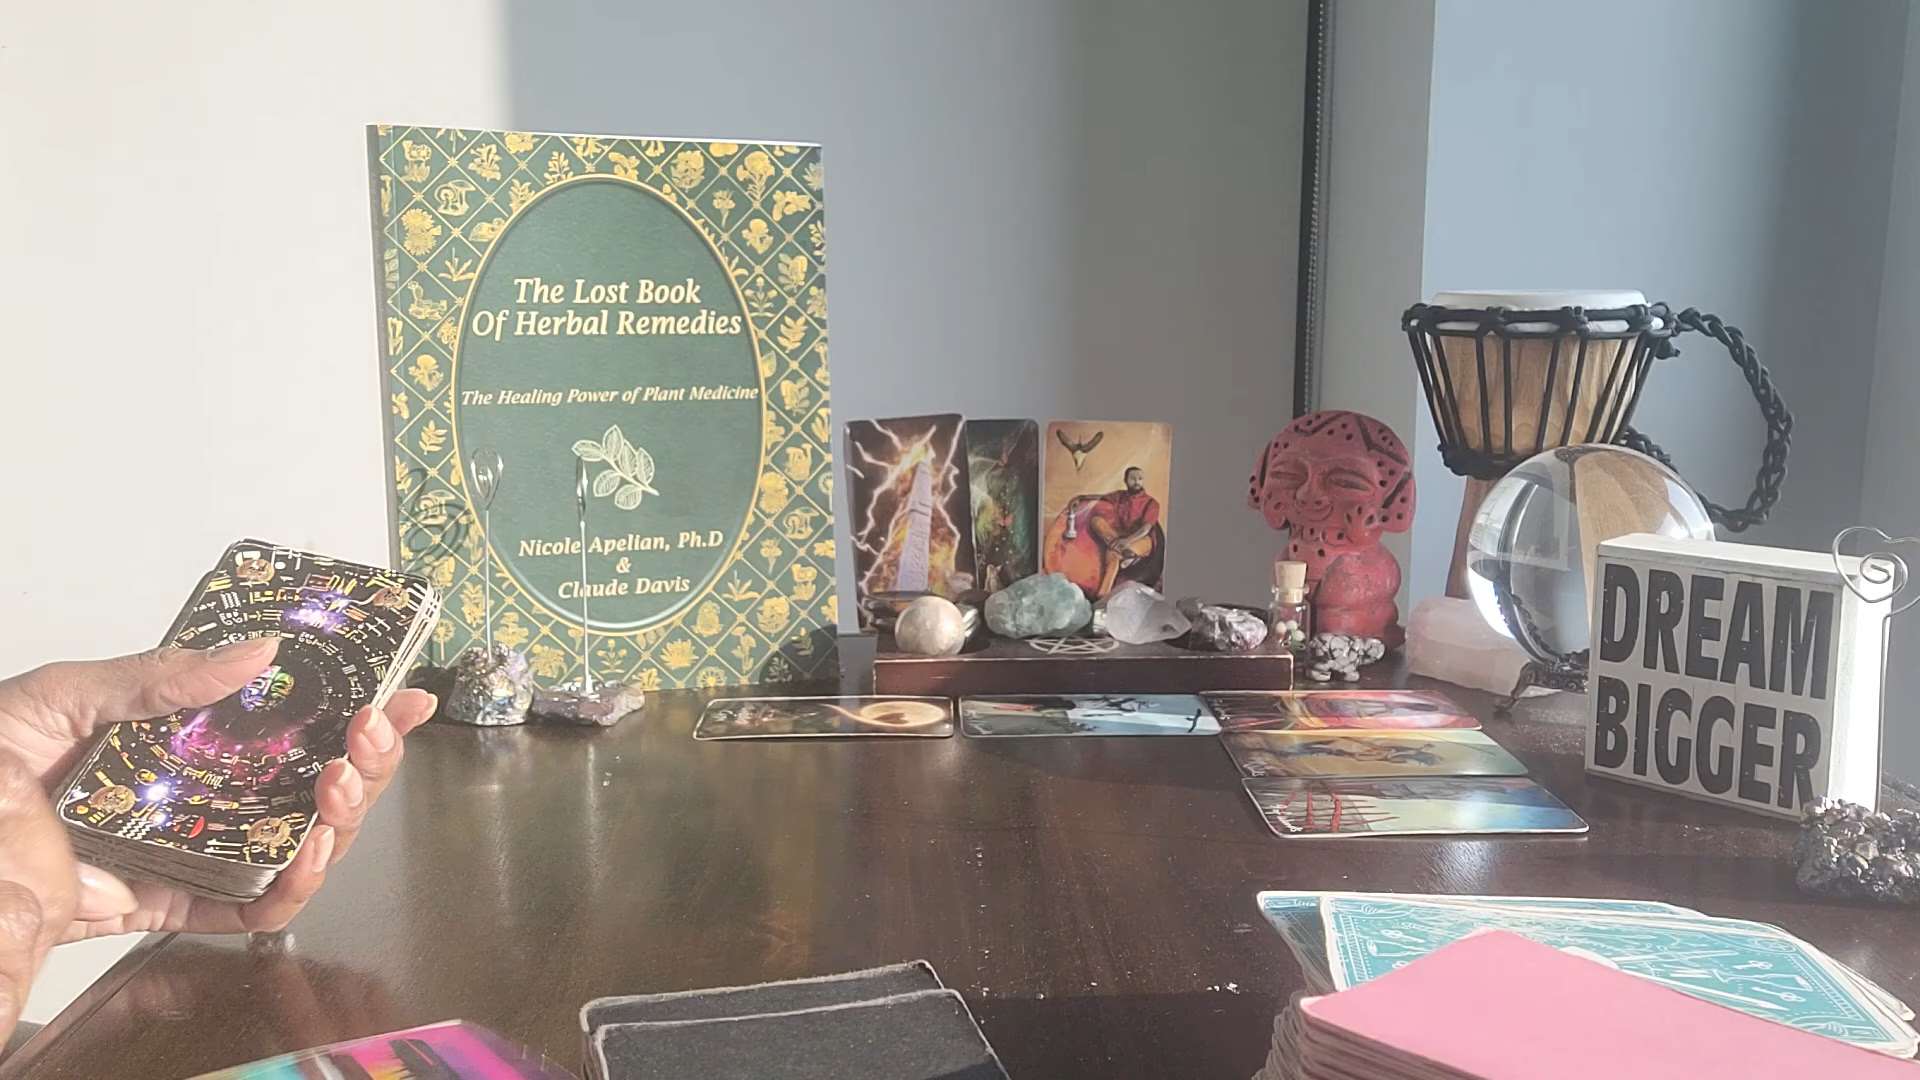 The Lost Book
Of Herbal Remedies
The Healing Power of Plant Medicine
Nicole Apelian, Ph.D
&
Claude Davis
DREAM
BIGGER